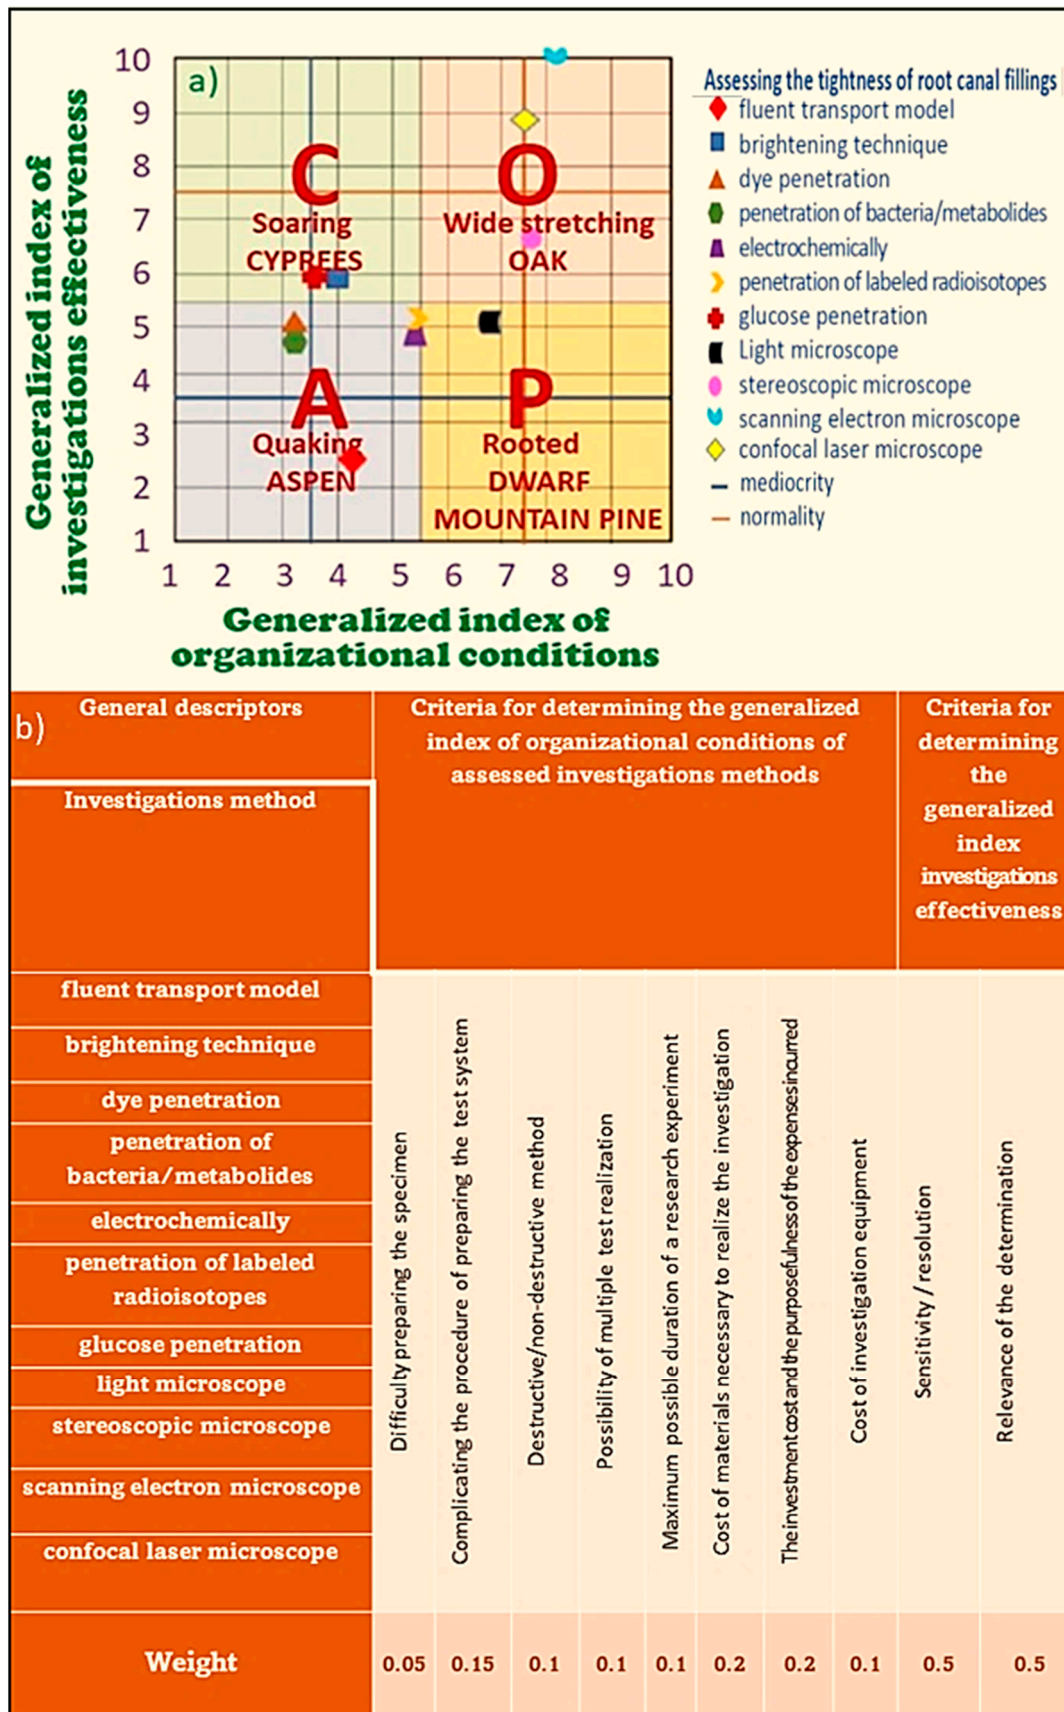 Generalized index of
investigations effectiveness
10
9
8
7
6
5
4
3
2
1
a)
C
Soaring
CYPREES
O
Wide stretching
OAK
A
Quaking
ASPEN
P
Rooted
DWARF
MOUNTAIN PINE
1 2 3 4 5 6 7 8 9 10
Generalized index of
organizational conditions
Assessing the tightness of root canal fillings
fluent transport model
brightening technique
dye penetration
penetration of bacteria/metabolides
electrochemically
penetration of labeled radioisotopes
glucose penetration
Light microscope
stereoscopic microscope
scanning electron microscope
confocal laser microscope
mediocrity
normality
b)
General descriptors
Criteria for determining the generalized
index of organizational conditions of
assessed investigations methods
Criteria for
determining
the
generalized
index
investigations
effectiveness
Investigations method
fluent transport model
brightening technique
dye penetration
penetration of
bacteria/metabolides
electrochemically
penetration of labeled
radioisotopes
glucose penetration
light microscope
stereoscopic microscope
scanning electron microscope
confocal laser microscope
Difficulty preparing the specimen
Complicating the procedure of preparing the test system
Destructive/non-destructive method
Possibility of multiple test realization
Maximum possible duration of a research experiment
Cost of materials necessary to realize the investigation
The investment cost and the purposefulness of the expenses incurred
Cost of investigation equipment
Sensitivity / resolution
Relevance of the determination
Weight 0.05 0.15 0.1 0.1 0.1 0.2 0.2 0.1 0.5 0.5